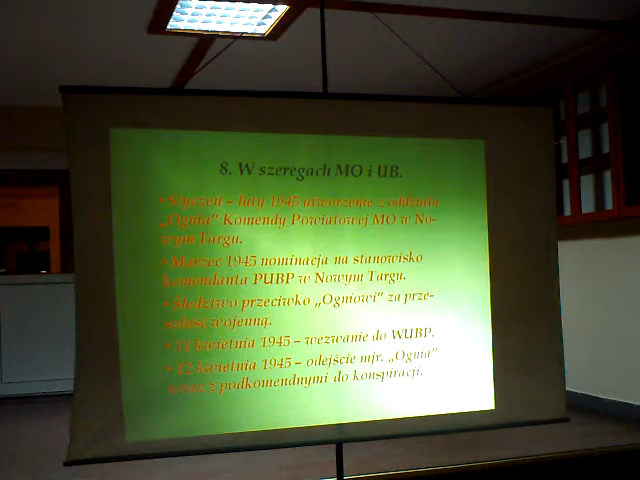 8. W szeregach MO i UB.
• Styczeń – luty 1945 utworzenie z oddziału
„Ognia" Komendy Powiatowej MO w No-
wym Targu.
• Marzec 1945 nominacja na stanowisko
komendanta PUBP w Nowym Targu.
• Śledztwo przeciwko „Ogniowi" za prze-
szłość wojenną.
• 11 kwietnia 1945 – wezwanie do WUBP.
• 12 kwietnia 1945 – odejście mjr. „Ognia"
wraz z podkomendnymi do konspiracji.